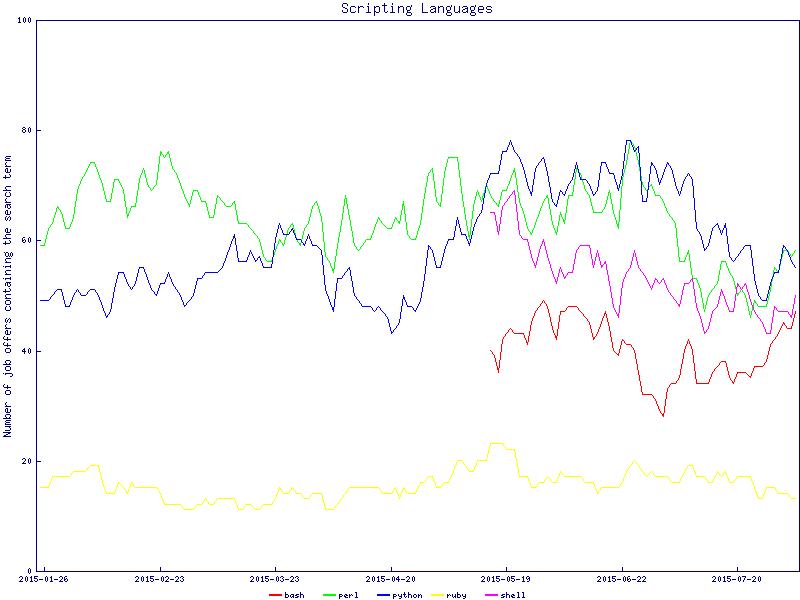 Scripting Languages
100
80
60
40
20
0
Number of job offers containing the search term
2015-01-26 2015-02-23 2015-03-23 2015-04-20 2015-05-19 2015-06-22 2015-07-20
bash perl python ruby shell